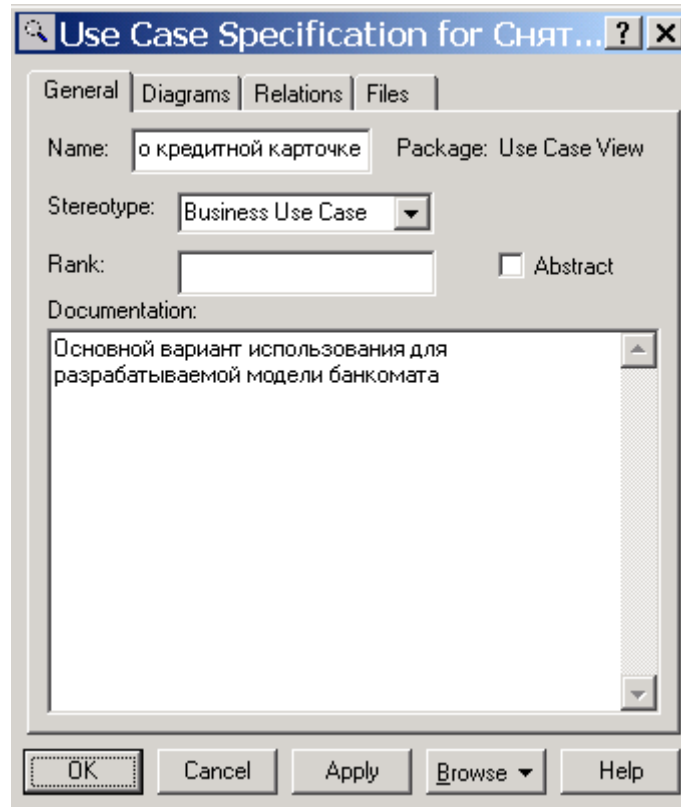 Use Case Specification for Снят...
General Diagrams Relations Files
Name: о кредитной карточке Package: Use Case View
Stereotype: Business Use Case
Rank: Abstract
Documentation:
Основной вариант использования для
разрабатываемой модели банкомата
OK Cancel Apply Browse Help